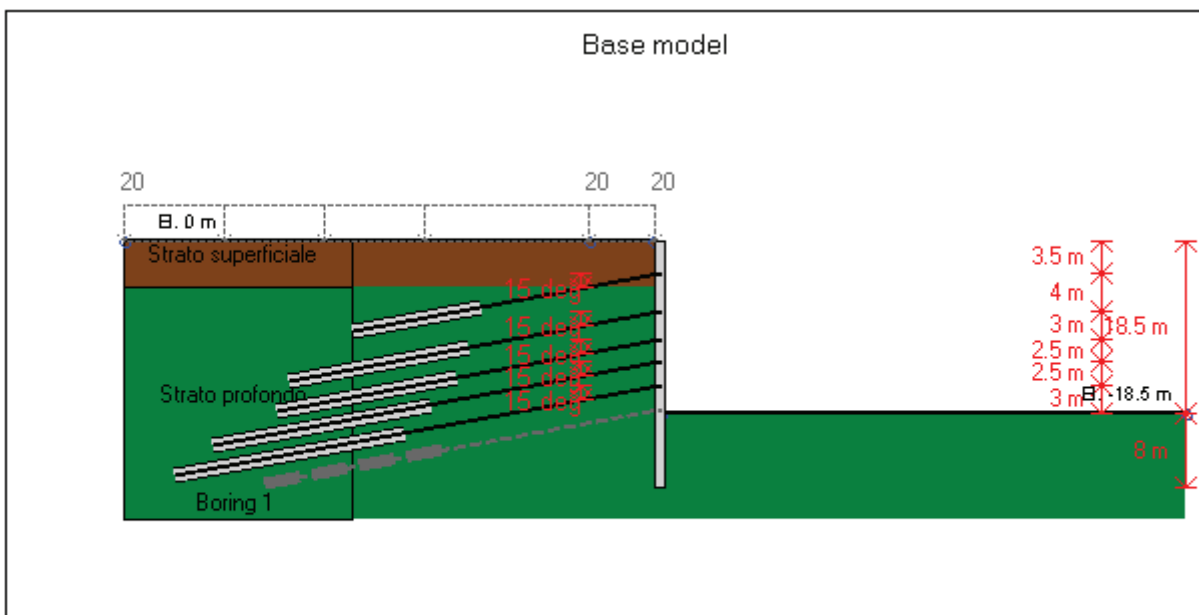 Base model
20
20
20
El. 0 m
Strato superficiale
15 deg
15 deg
15 deg
15 deg
15 deg
Strato profondo
Boring 1
3.5 m
4 m
3 m
18.5 m
2.5 m
2.5 m
3 m
El. -18.5 m
8 m